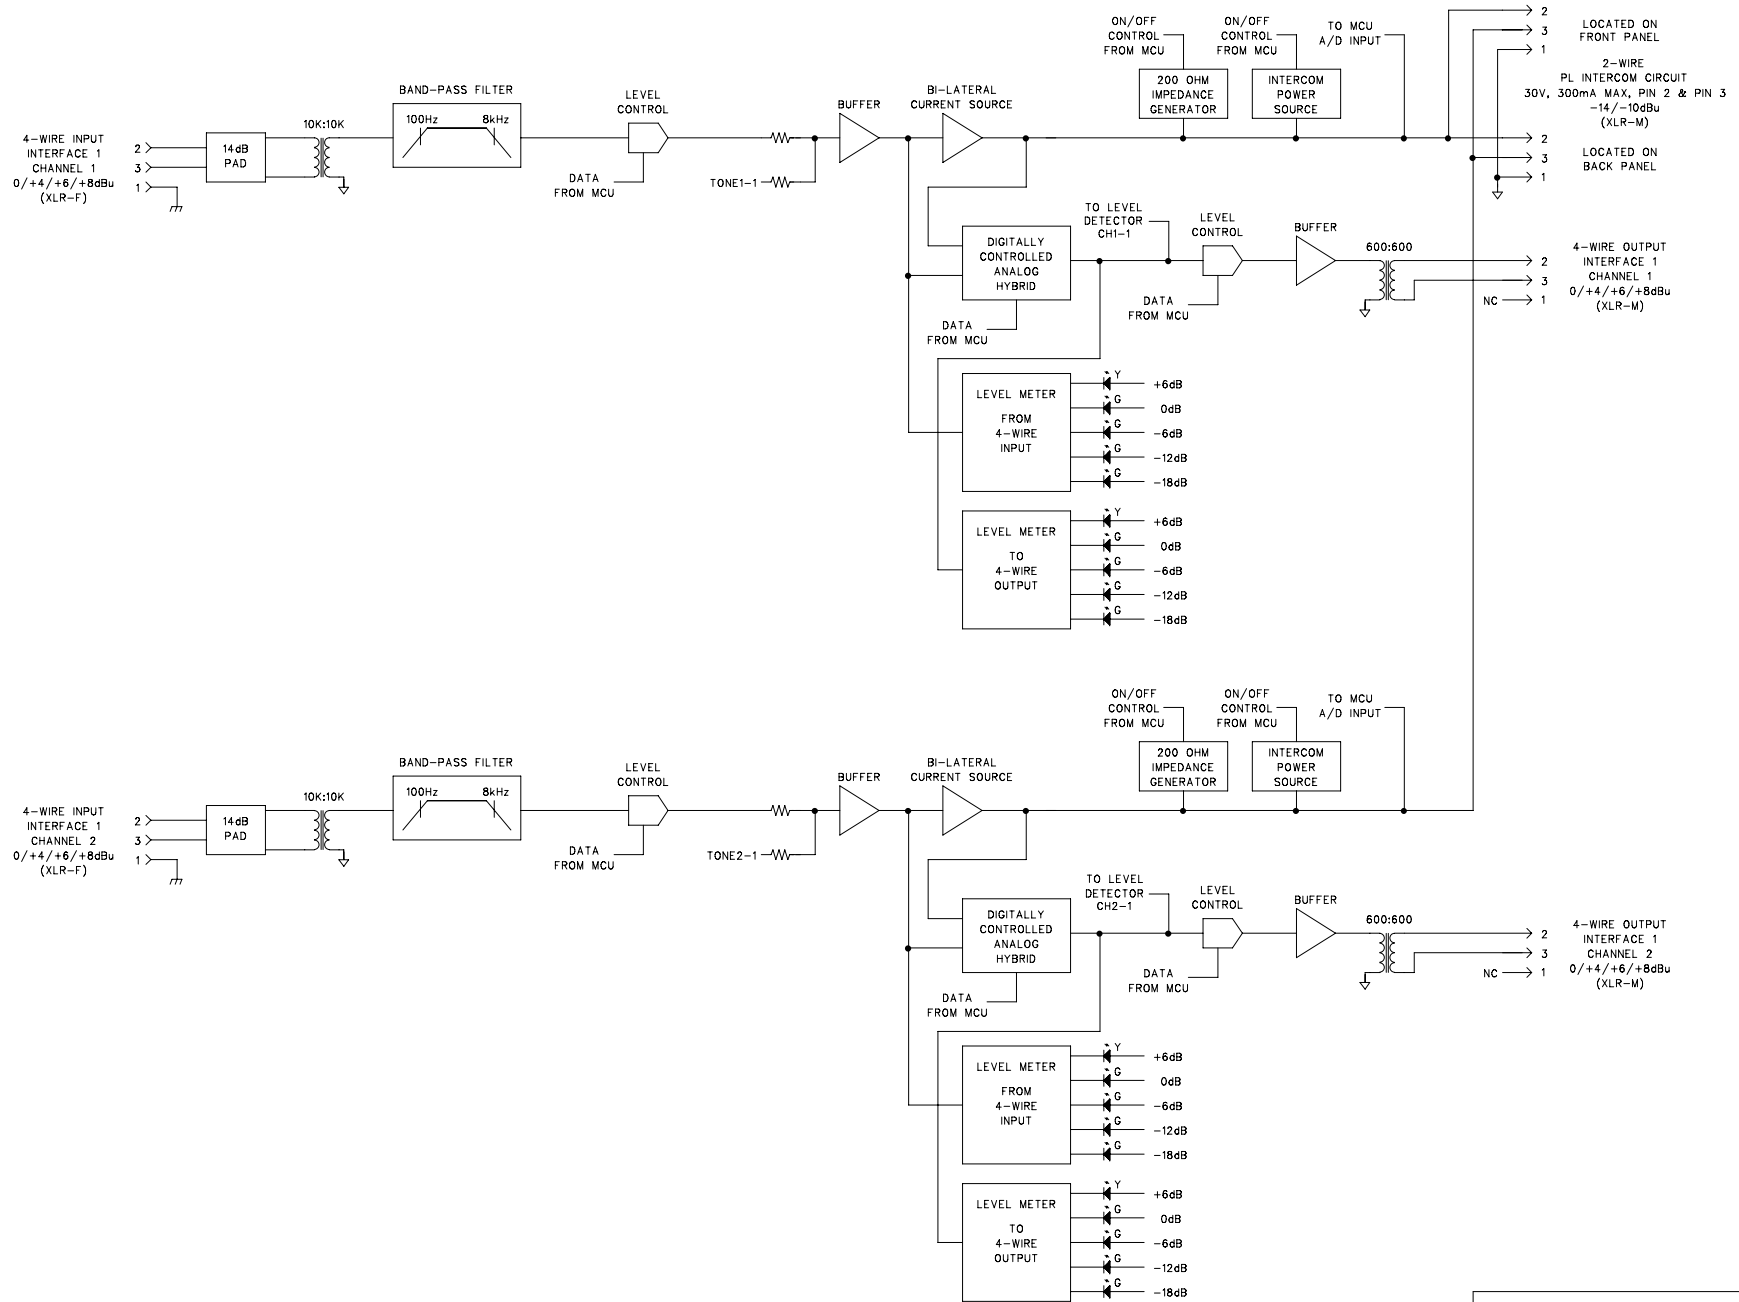 4-WIRE INPUT
INTERFACE 1
CHANNEL 1
0/+4/+6/+8dBu
(XLR-F)
2
3
1
14dB
PAD
10K:10K
BAND-PASS FILTER
100Hz 8kHz
LEVEL
CONTROL
DATA
FROM MCU
TONE1-1
BUFFER
BI-LATERAL
CURRENT SOURCE
ON/OFF
CONTROL
FROM MCU
200 OHM
IMPEDANCE
GENERATOR
ON/OFF
CONTROL
FROM MCU
INTERCOM
POWER
SOURCE
TO MCU
A/D INPUT
2
3
1
LOCATED ON
FRONT PANEL
2-WIRE
PL INTERCOM CIRCUIT
30V, 300mA MAX, PIN 2 & PIN 3
-14/-10dBu
(XLR-M)
2
3
1
LOCATED ON
BACK PANEL
DIGITALLY
CONTROLLED
ANALOG
HYBRID
DATA
FROM MCU
TO LEVEL
DETECTOR
CH1-1
LEVEL
CONTROL
DATA
FROM MCU
BUFFER
600:600
2
3
NC 1
4-WIRE OUTPUT
INTERFACE 1
CHANNEL 1
0/+4/+6/+8dBu
(XLR-M)
LEVEL METER
FROM
4-WIRE
INPUT
Y +6dB
G 0dB
G -6dB
G -12dB
G -18dB
LEVEL METER
TO
4-WIRE
OUTPUT
Y +6dB
G 0dB
G -6dB
G -12dB
G -18dB
4-WIRE INPUT
INTERFACE 1
CHANNEL 2
0/+4/+6/+8dBu
(XLR-F)
2
3
1
14dB
PAD
10K:10K
BAND-PASS FILTER
100Hz 8kHz
LEVEL
CONTROL
DATA
FROM MCU
TONE2-1
BUFFER
BI-LATERAL
CURRENT SOURCE
ON/OFF
CONTROL
FROM MCU
200 OHM
IMPEDANCE
GENERATOR
ON/OFF
CONTROL
FROM MCU
INTERCOM
POWER
SOURCE
TO MCU
A/D INPUT
DIGITALLY
CONTROLLED
ANALOG
HYBRID
DATA
FROM MCU
TO LEVEL
DETECTOR
CH2-1
LEVEL
CONTROL
DATA
FROM MCU
BUFFER
600:600
2
3
NC 1
4-WIRE OUTPUT
INTERFACE 1
CHANNEL 2
0/+4/+6/+8dBu
(XLR-M)
LEVEL METER
FROM
4-WIRE
INPUT
Y +6dB
G 0dB
G -6dB
G -12dB
G -18dB
LEVEL METER
TO
4-WIRE
OUTPUT
Y +6dB
G 0dB
G -6dB
G -12dB
G -18dB